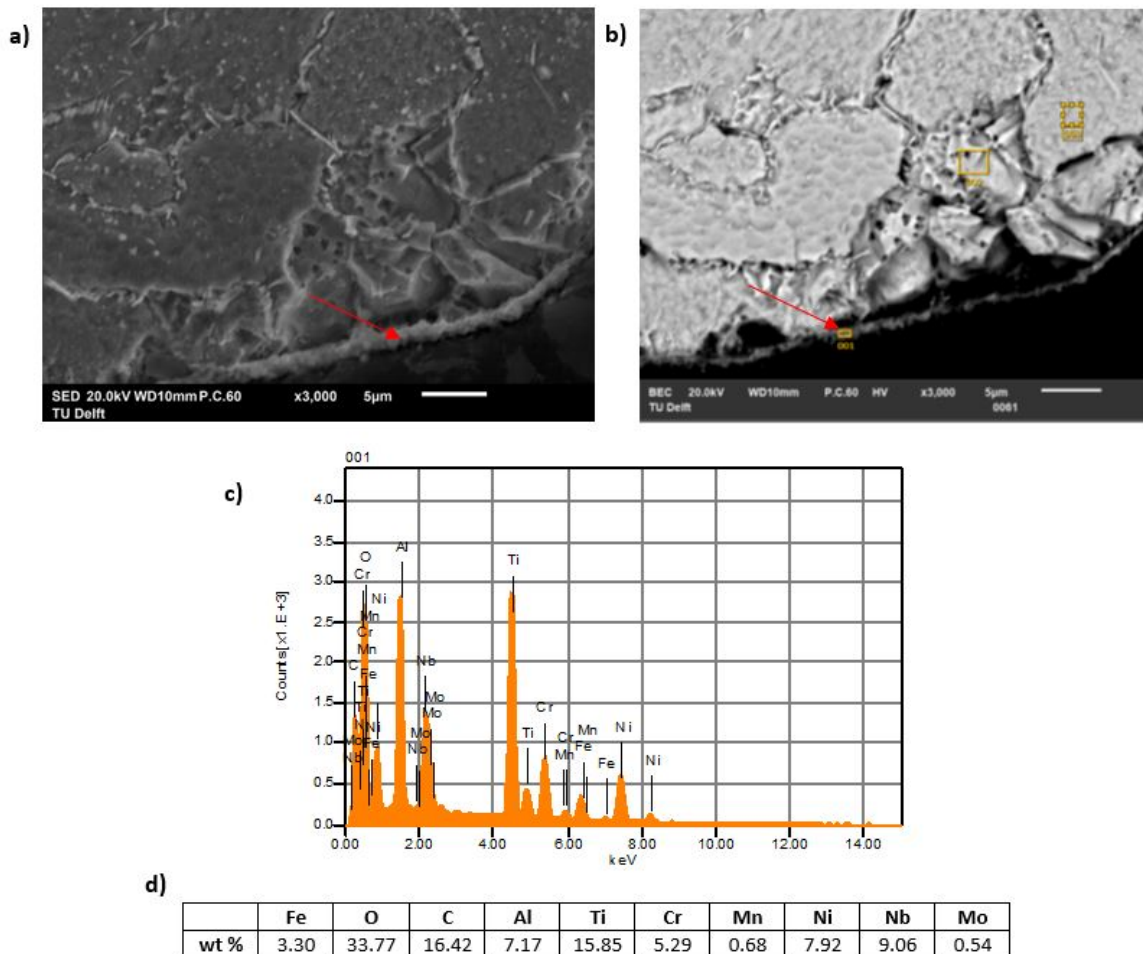 a)
b)
SED 20.0kV WD10mm P.C.60 x3,000 5µm
TU Delft
002
001
BEC 20.0kV WD10mm P.C.60 HV x3,000 5µm
TU Delft 0061
c)
001
Counts[x1.E+3]
4.0
3.5
3.0
2.5
2.0
1.5
1.0
0.5
0.0
O
Cr
Ni
Mn
Cr
Mn
C
Fe
Ti
Ti
Ni
Mo
Fe
Nb
Al
Nb
Mo
Mo
Mo
Nb
Ti
Ti
Cr
Cr
Mn
Mn
Fe
Fe
Ni
Ni
0.00 2.00 4.00 6.00 8.00 10.00 12.00 14.00
keV
d)
Fe O C Al Ti Cr Mn Ni Nb Mo
wt % 3.30 33.77 16.42 7.17 15.85 5.29 0.68 7.92 9.06 0.54